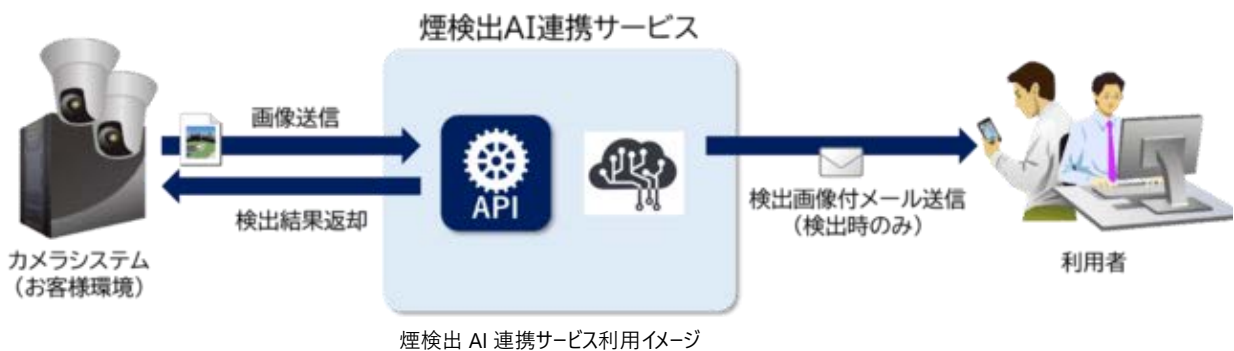 煙検出AI連携サービス
画像送信
検出結果返却
API
検出画像付メール送信
（検出時のみ）
カメラシステム
（お客様環境）
利用者
煙検出 AI 連携サービス利用イメージ